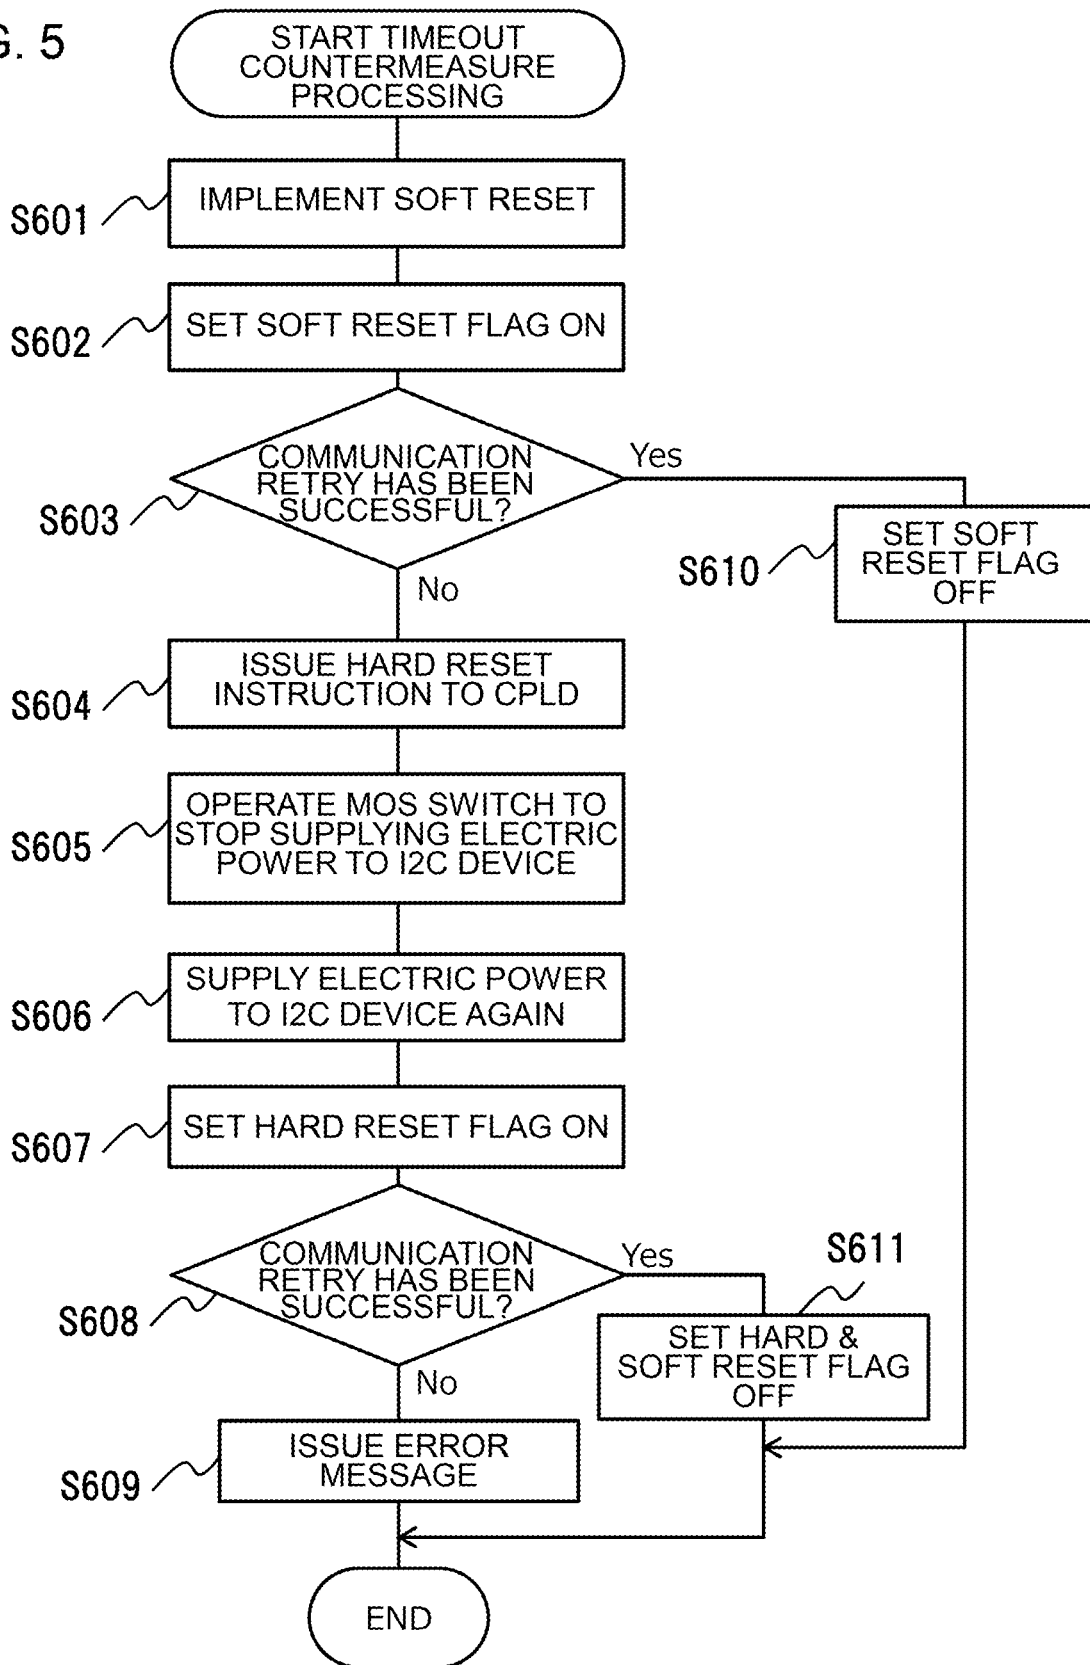 G. 5
START TIMEOUT
COUNTERMEASURE
PROCESSING
S601
IMPLEMENT SOFT RESET
S602
SET SOFT RESET FLAG ON
S603
COMMUNICATION
RETRY HAS BEEN
SUCCESSFUL?
Yes
No
S610
SET SOFT
RESET FLAG
OFF
S604
ISSUE HARD RESET
INSTRUCTION TO CPLD
S605
OPERATE MOS SWITCH TO
STOP SUPPLYING ELECTRIC
POWER TO I2C DEVICE
S606
SUPPLY ELECTRIC POWER
TO I2C DEVICE AGAIN
S607
SET HARD RESET FLAG ON
S608
COMMUNICATION
RETRY HAS BEEN
SUCCESSFUL?
Yes
No
S611
SET HARD &
SOFT RESET FLAG
OFF
S609
ISSUE ERROR
MESSAGE
END